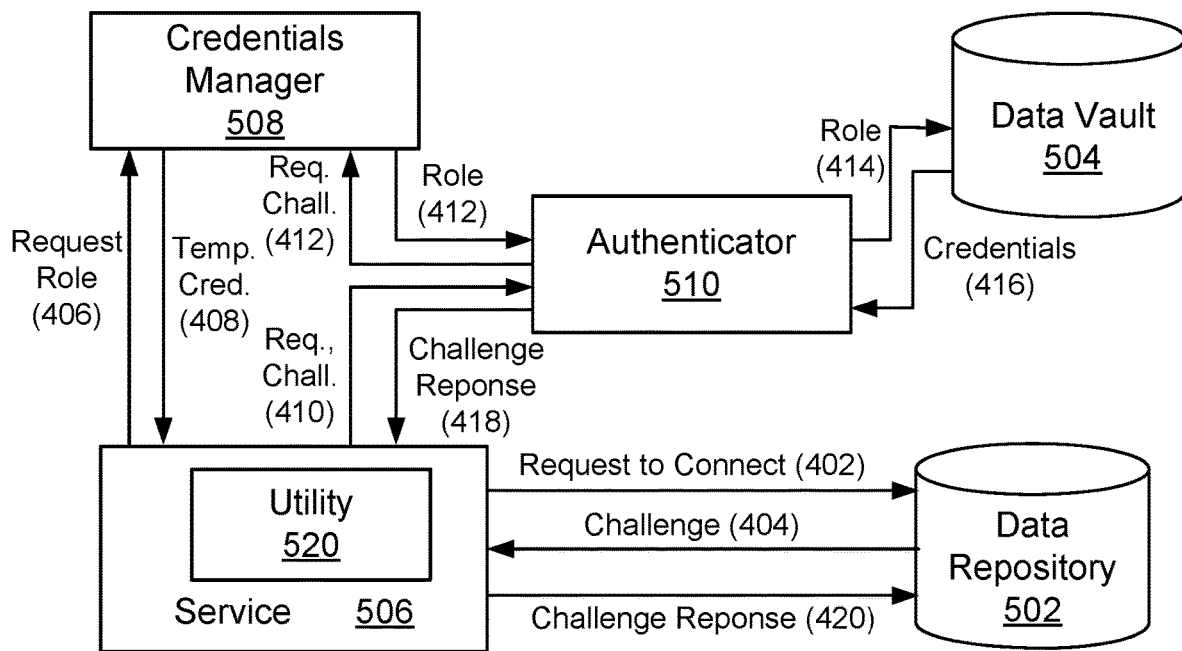 Credentials
Manager
508
Data Vault
504
Role
(414)
Req.
Chall.
(412)
Role
(412)
Authenticator
510
Credentials
(416)
Request
Role
(406)
Temp.
Cred.
(408)
Req.,
Chall.
(410)
Challenge
Reponse
(418)
Utility
520
Service 506
Request to Connect (402)
Challenge (404)
Challenge Reponse (420)
Data
Repository
502